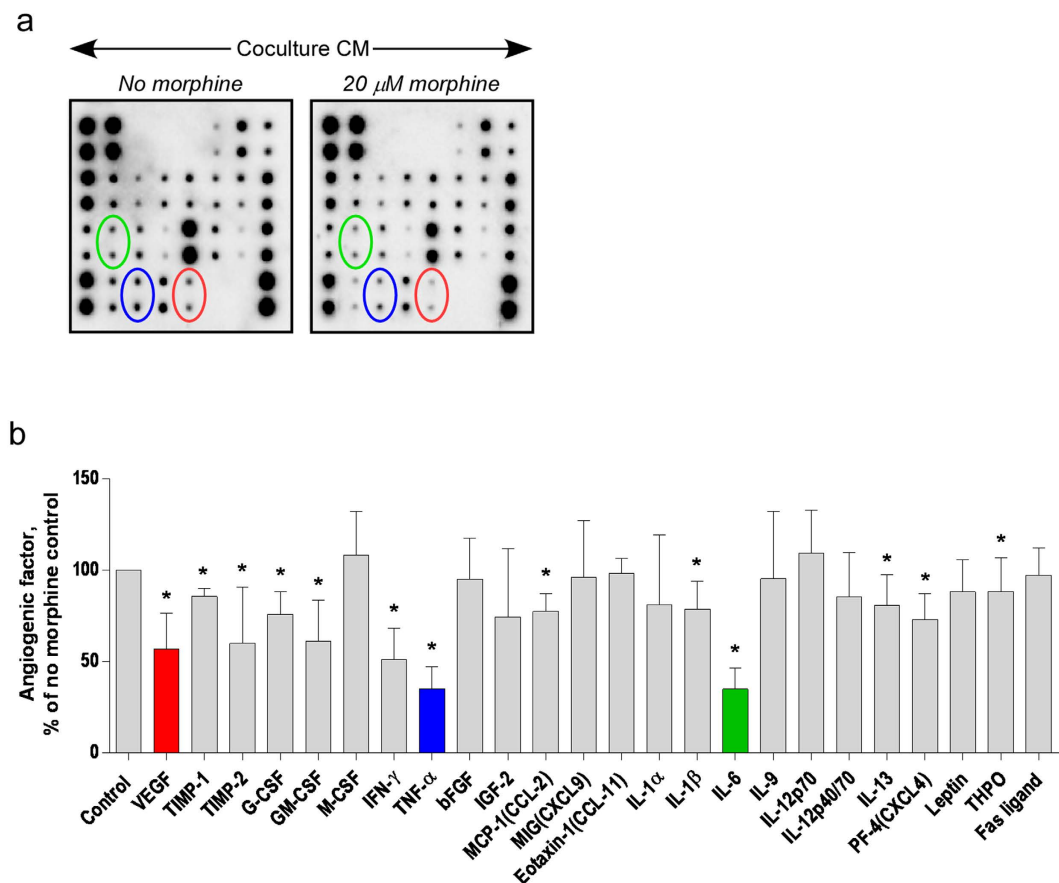 a
Coculture CM
No morphine
20 μM morphine
b
Angiogenic factor,
% of no morphine control
150
100
50
0
* * * * * * * * * * * * *
Control
VEGF
TIMP-1
TIMP-2
G-CSF
GM-CSF
M-CSF
IFN-γ
TNF-α
bFGF
IGF-2
MCP-1(CCL-2)
MIG(CXCL9)
Eotaxin-1(CCL-11)
IL-1α
IL-1β
IL-6
IL-9
IL-12p70
IL-12p40/70
IL-13
PF-4(CXCL4)
Leptin
THPO
Fas ligand